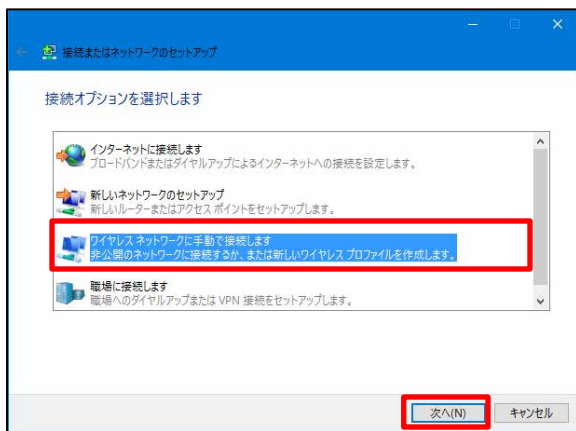 接続またはネットワークのセットアップ
接続オプションを選択します
インターネットに接続します
ブロードバンドまたはダイヤルアップによるインターネットへの接続を設定します。
新しいネットワークのセットアップ
新しいルーターまたはアクセス ポイントをセットアップします。
ワイヤレス ネットワークに手動で接続します
非公開のネットワークに接続するか、または新しいワイヤレス プロファイルを作成します。
職場に接続します
職場へのダイヤルアップまたは VPN 接続をセットアップします。
次へ(N) キャンセル